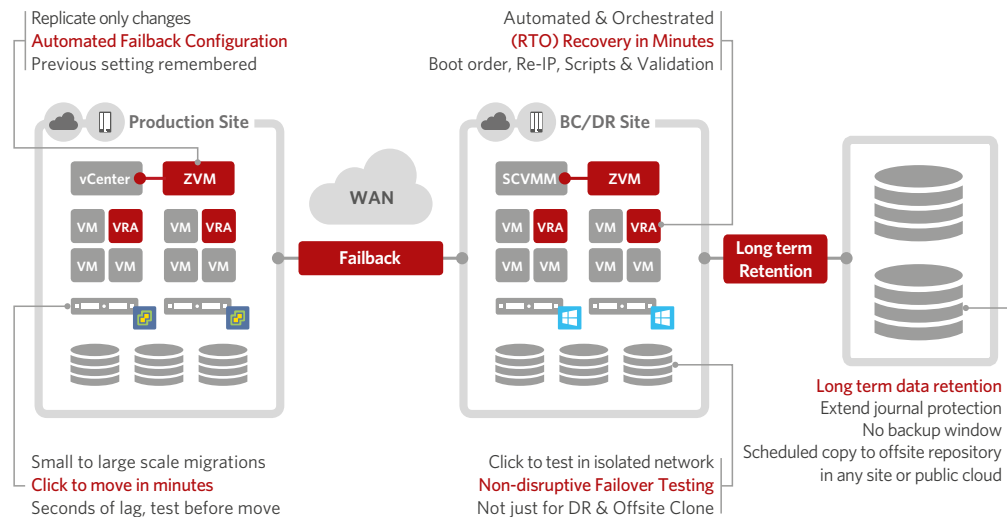 Replicate only changes
Automated Failback Configuration
Previous setting remembered
Automated & Orchestrated
(RTO) Recovery in Minutes
Boot order, Re-IP, Scripts & Validation
Production Site
vCenter
ZVM
VM VRA VM VRA
VM VM VM VM
WAN
Failback
BC/DR Site
SCVMM
ZVM
VM VRA VM VRA
VM VM VM VM
Long term
Retention
Small to large scale migrations
Click to move in minutes
Seconds of lag, test before move
Click to test in isolated network
Non-disruptive Failover Testing
Not just for DR & Offsite Clone
Long term data retention
Extend journal protection
No backup window
Scheduled copy to offsite repository
in any site or public cloud